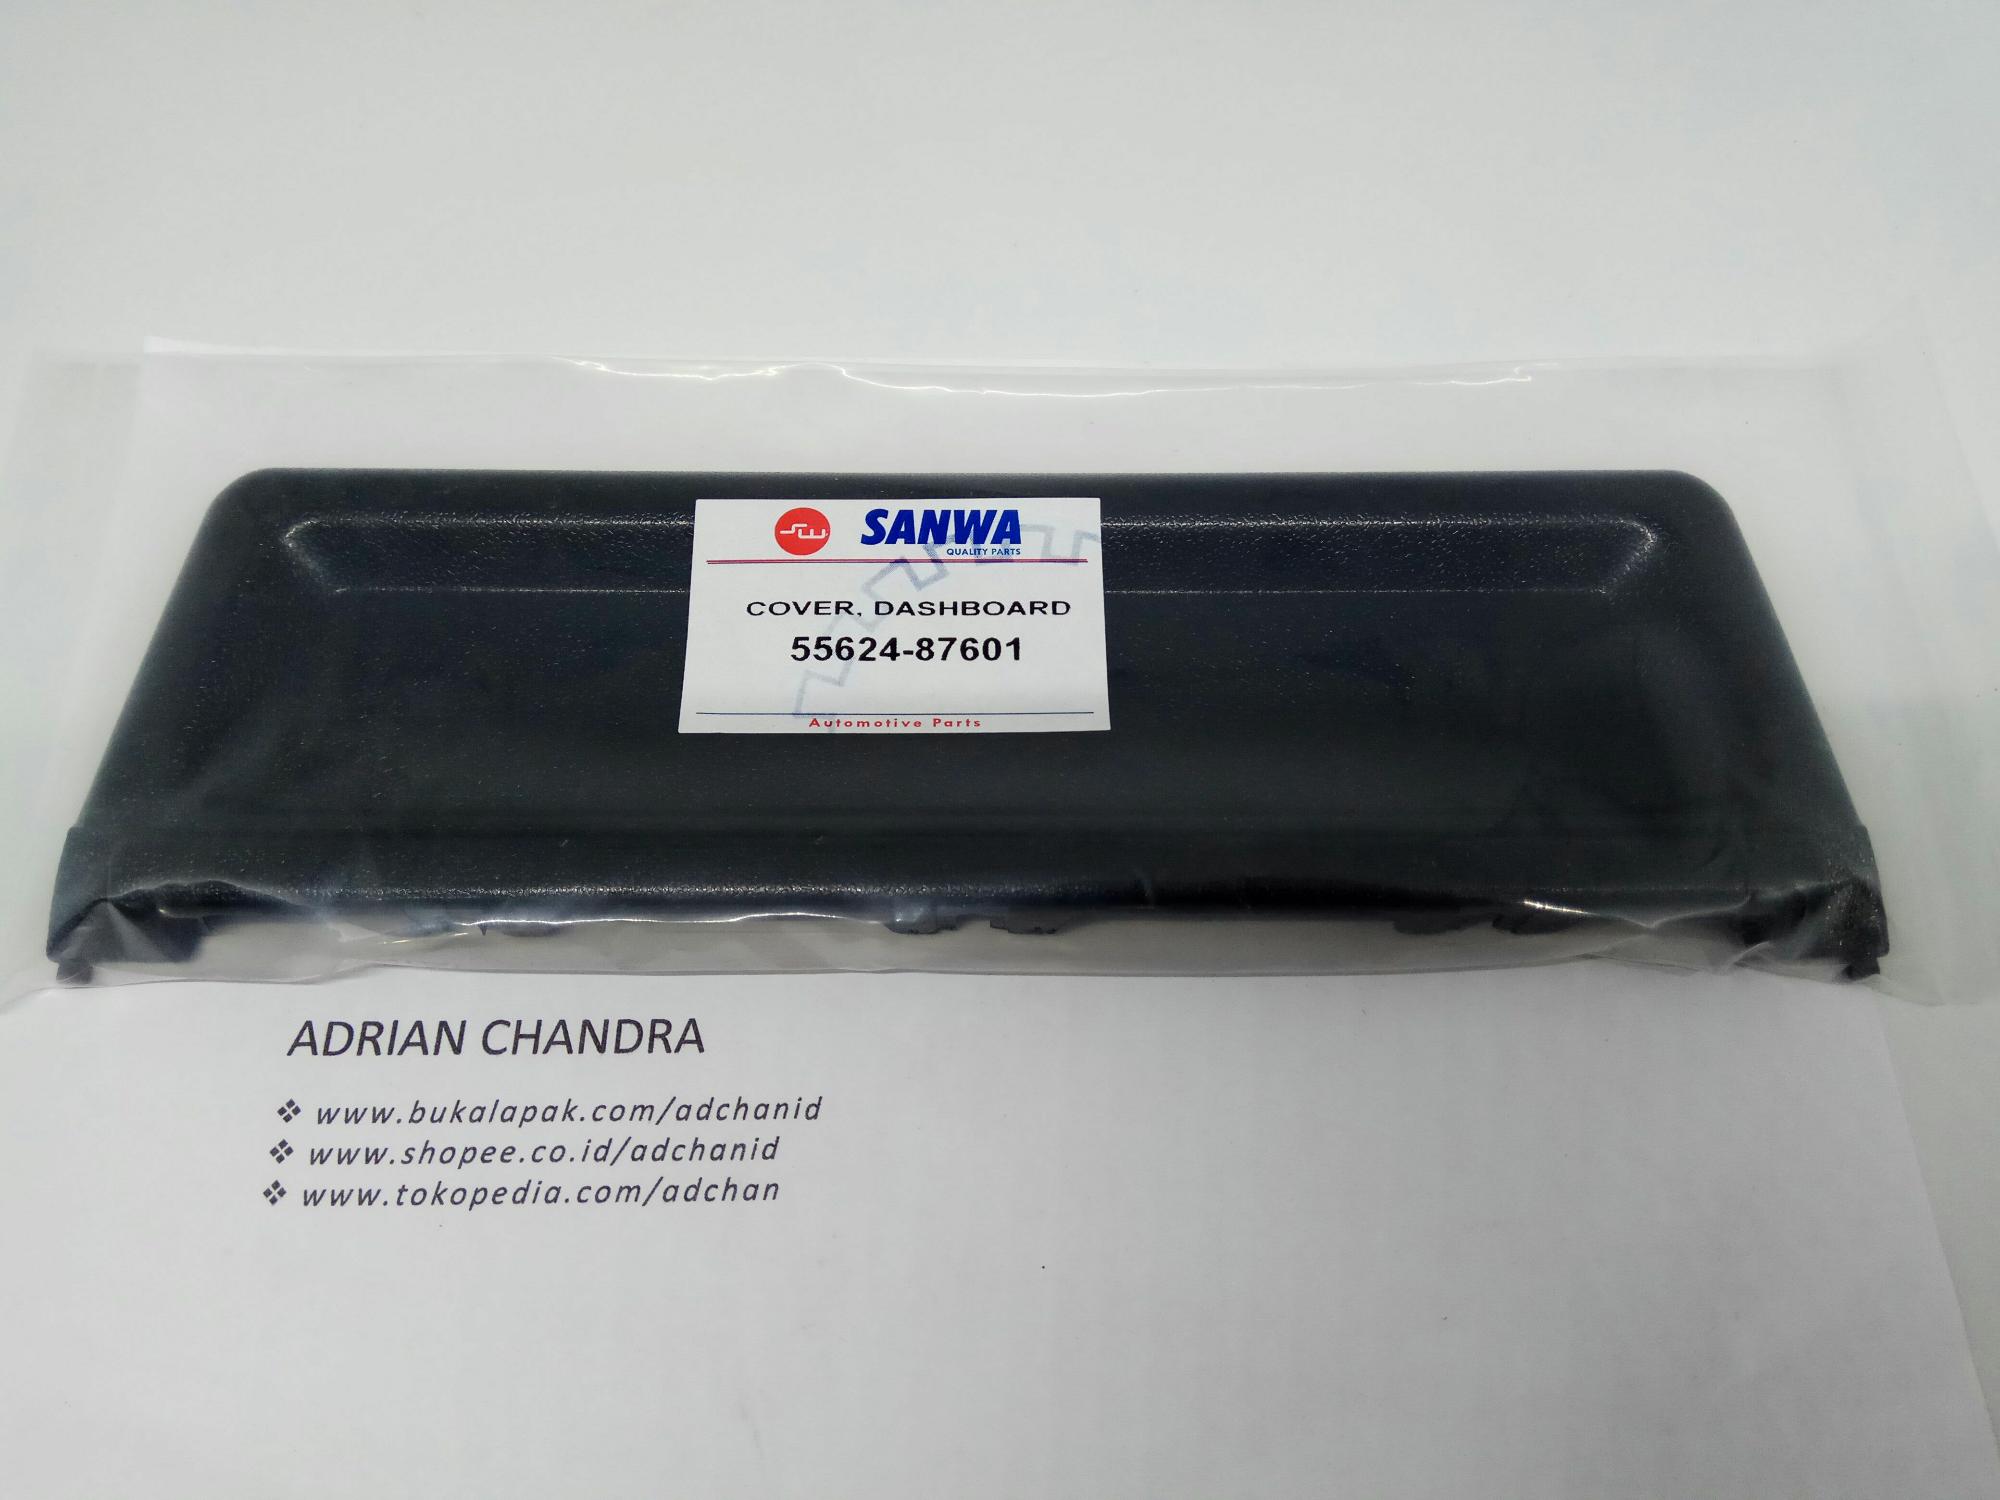 SW
SANWA
QUALITY PARTS
COVER, DASHBOARD
55624-87601
Automotive Parts
ADRIAN CHANDRA
❖ www.bukalapak.com/adchanid
❖ www.shopee.co.id/adchanid
❖ www.tokopedia.com/adchan